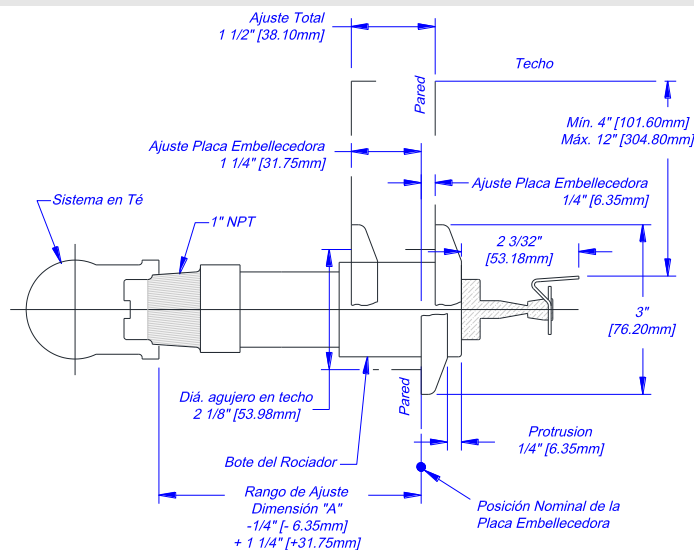 Ajuste Total
1 1/2" [38.10mm]
Techo
Pared
Mín. 4" [101.60mm]
Máx. 12" [304.80mm]
Ajuste Placa Embellecedora
1 1/4" [31.75mm]
Ajuste Placa Embellecedora
1/4" [6.35mm]
Sistema en Té
1" NPT
2 3/32"
[53.18mm]
3"
[76.20mm]
Diá. agujero en techo
2 1/8" [53.98mm]
Pared
Protrusion
1/4" [6.35mm]
Bote del Rociador
Rango de Ajuste
Dimensión "A"
-1/4" [- 6.35mm]
+ 1 1/4" [+31.75mm]
Posición Nominal de la
Placa Embellecedora